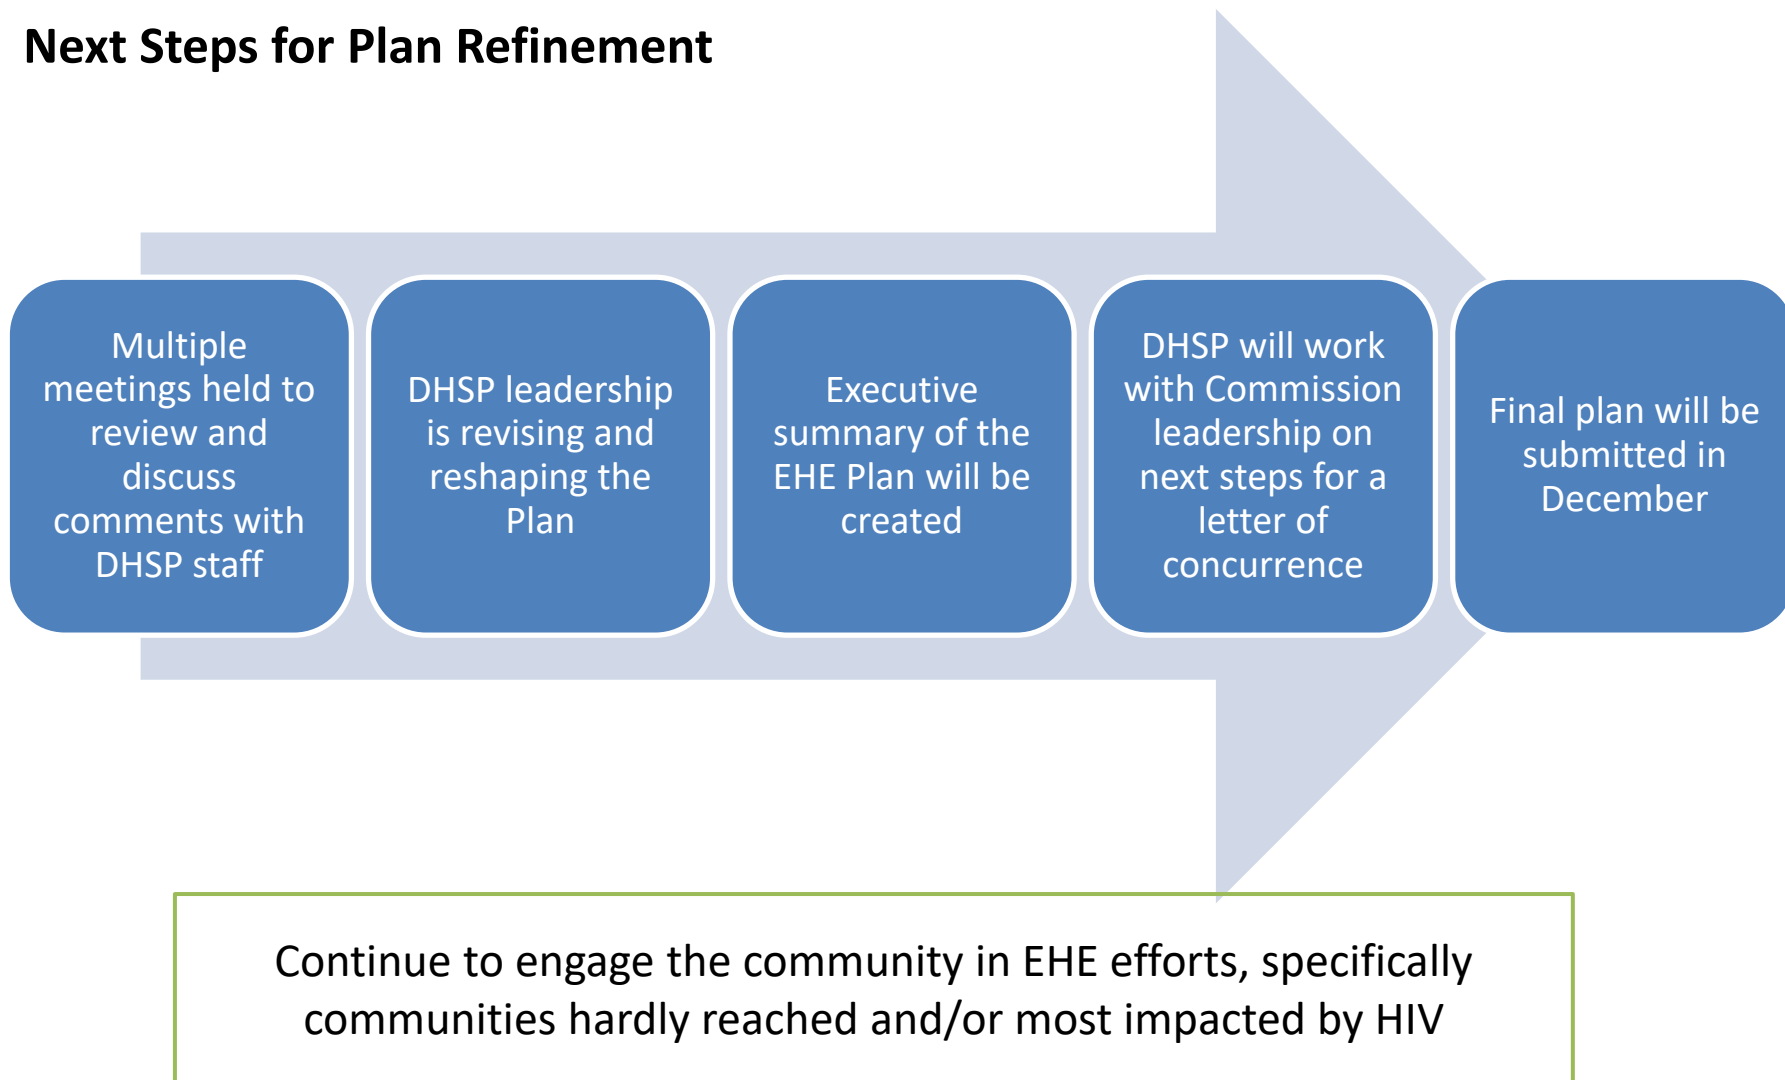 Next Steps for Plan Refinement
Multiple
meetings held to
review and
discuss
comments with
DHSP staff
DHSP leadership
is revising and
reshaping the
Plan
Executive
summary of the
EHE Plan will be
created
DHSP will work
with Commission
leadership on
next steps for a
letter of
concurrence
Final plan will be
submitted in
December
Continue to engage the community in EHE efforts, specifically
communities hardly reached and/or most impacted by HIV